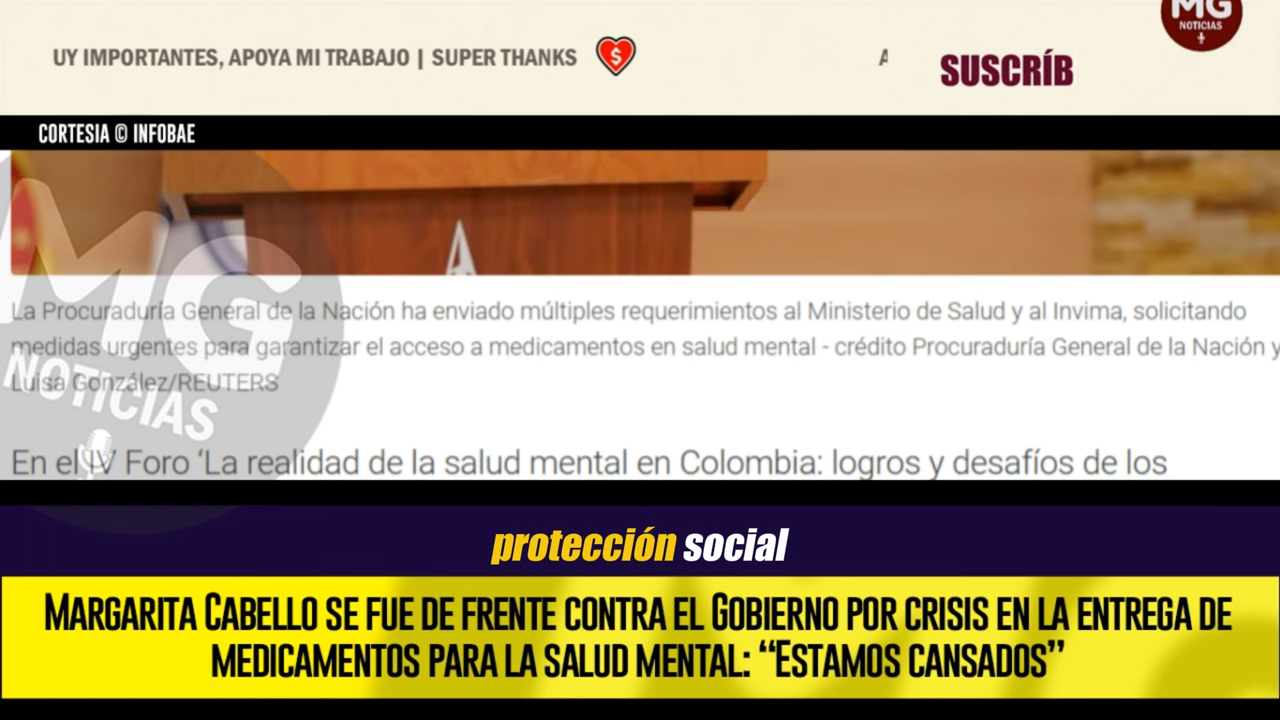 MG
NOTICIAS
UY IMPORTANTES, APOYA MI TRABAJO | SUPER THANKS
SUSCRÍB
CORTESIA © INFOBAE
La Procuraduría General de la Nación ha enviado múltiples requerimientos al Ministerio de Salud y al Invima, solicitando
medidas urgentes para garantizar el acceso a medicamentos en salud mental - crédito Procuraduría General de la Nación y
Luisa González/REUTERS
MG
NOTICIAS
En el IV Foro ‘La realidad de la salud mental en Colombia: logros y desafíos de los
protección social
MARGARITA CABELLO SE FUE DE FRENTE CONTRA EL GOBIERNO POR CRISIS EN LA ENTREGA DE
MEDICAMENTOS PARA LA SALUD MENTAL: “ESTAMOS CANSADOS”